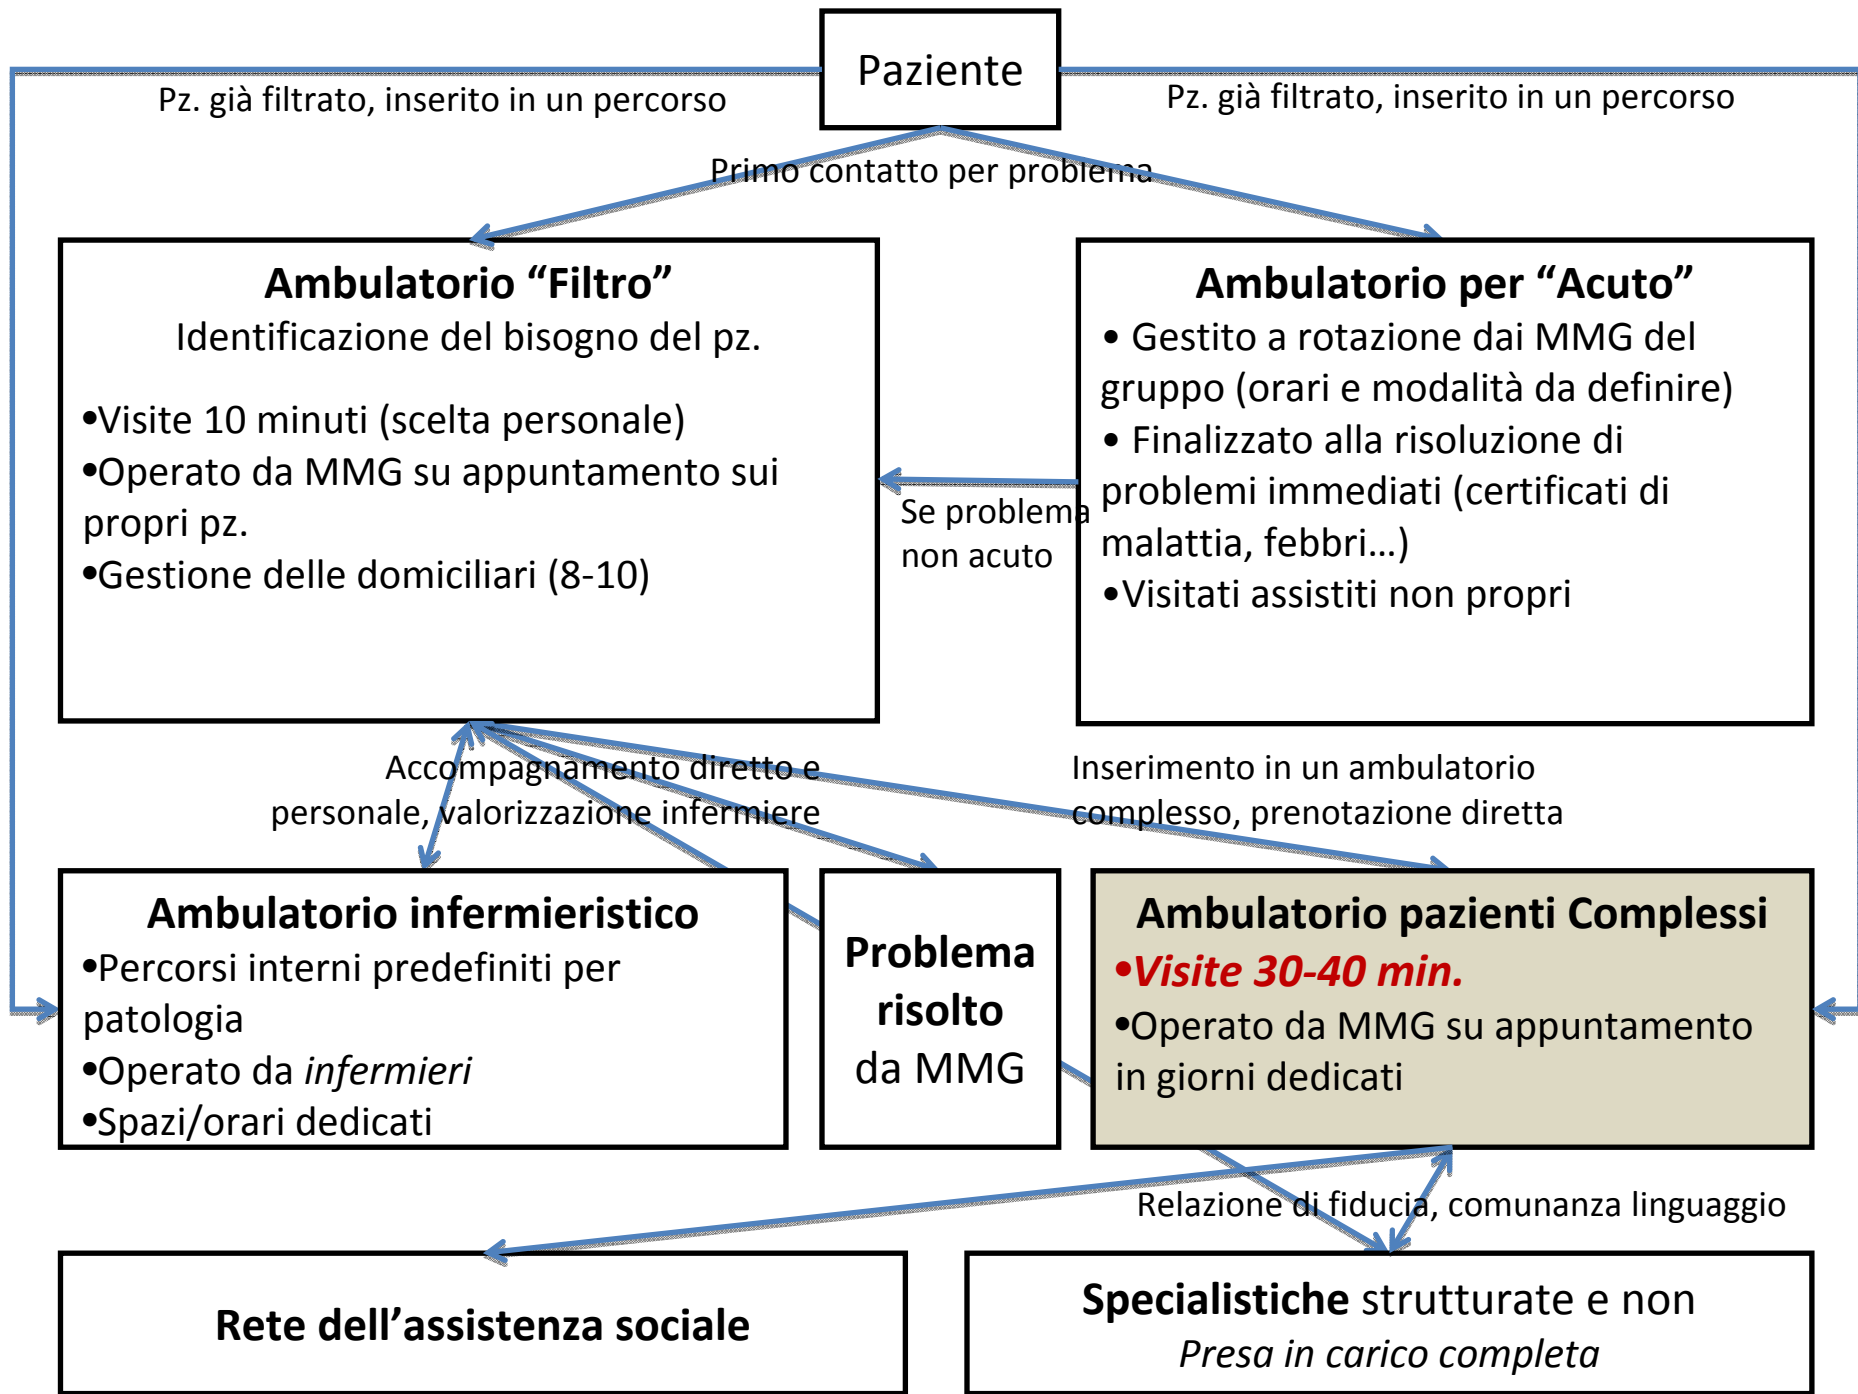 Paziente
Pz. già filtrato, inserito in un percorso
Pz. già filtrato, inserito in un percorso
Primo contatto per problema
Ambulatorio “Filtro”
Identificazione del bisogno del pz.
•Visite 10 minuti (scelta personale)
•Operato da MMG su appuntamento sui
propri pz.
•Gestione delle domiciliari (8-10)
Ambulatorio per “Acuto”
• Gestito a rotazione dai MMG del
gruppo (orari e modalità da definire)
• Finalizzato alla risoluzione di
problemi immediati (certificati di
malattia, febbri…)
•Visitati assistiti non propri
Se problema
non acuto
Accompagnamento diretto e
personale, valorizzazione infermiere
Inserimento in un ambulatorio
complesso, prenotazione diretta
Ambulatorio infermieristico
•Percorsi interni predefiniti per
patologia
•Operato da infermieri
•Spazi/orari dedicati
Problema
risolto
da MMG
Ambulatorio pazienti Complessi
•Visite 30-40 min.
•Operato da MMG su appuntamento
in giorni dedicati
Relazione di fiducia, comunanza linguaggio
Rete dell’assistenza sociale
Specialistiche strutturate e non
Presa in carico completa